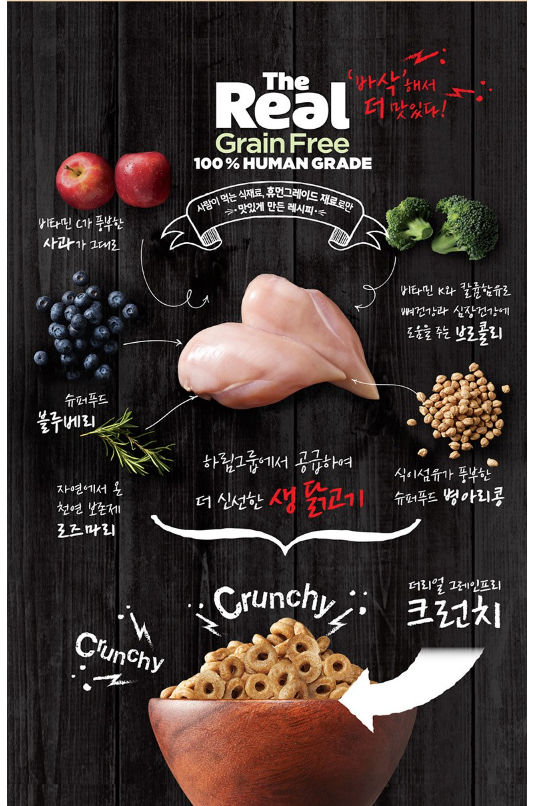 The
Real
Grain Free
100 % HUMAN GRADE
'바삭'해서
더 맛있다!
사람이 먹는 식재료, 휴먼그레이드 재료로만
맛있게 만든 레시피
비타민 C가 풍부한
사과가 그대로
비타민 K와 칼륨함유로
뼈건강과 심장건강에
도움을 주는 브로콜리
슈퍼푸드
블루베리
자연에서 온
천연 보존제
로즈마리
하림그룹에서 공급하여
더 신선한 생 닭고기
식이섬유가 풍부한
슈퍼푸드 병아리콩
Crunchy
Crunchy
더리얼 그레인프리
크런치